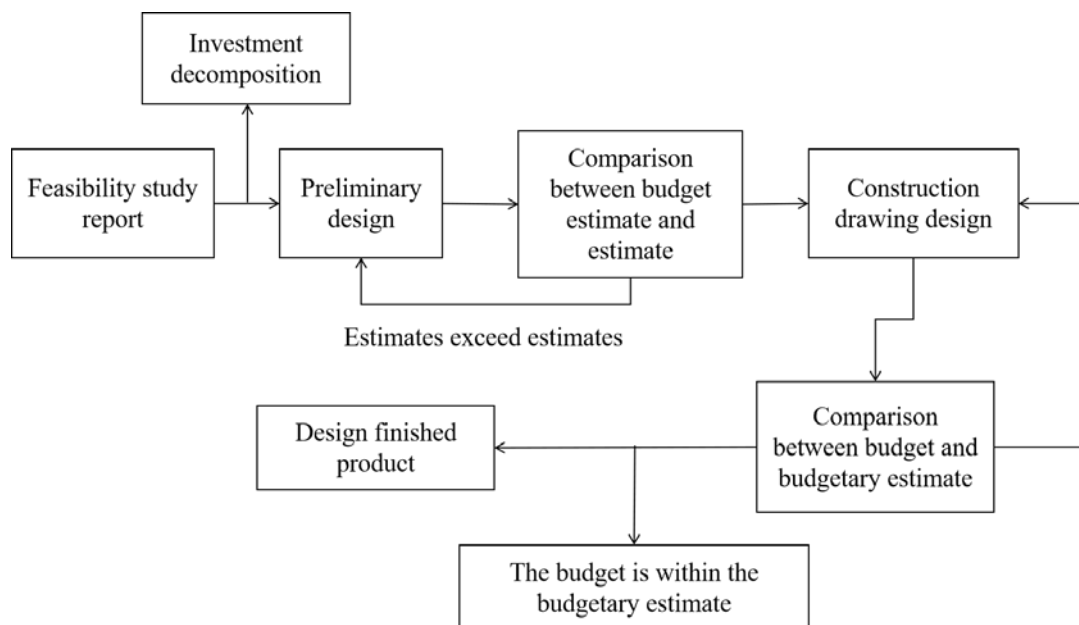 Investment
decomposition
Feasibility study
report
Preliminary
design
Comparison
between budget
estimate and
estimate
Construction
drawing design
Estimates exceed estimates
Design finished
product
Comparison
between budget and
budgetary estimate
The budget is within the
budgetary estimate